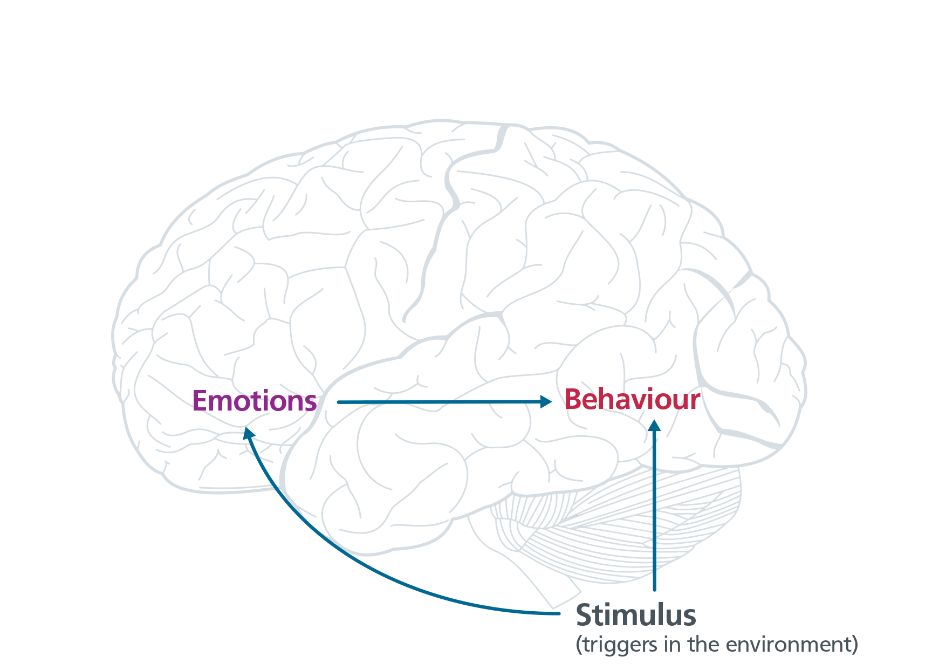 Emotions
Behaviour
Stimulus
(triggers in the environment)